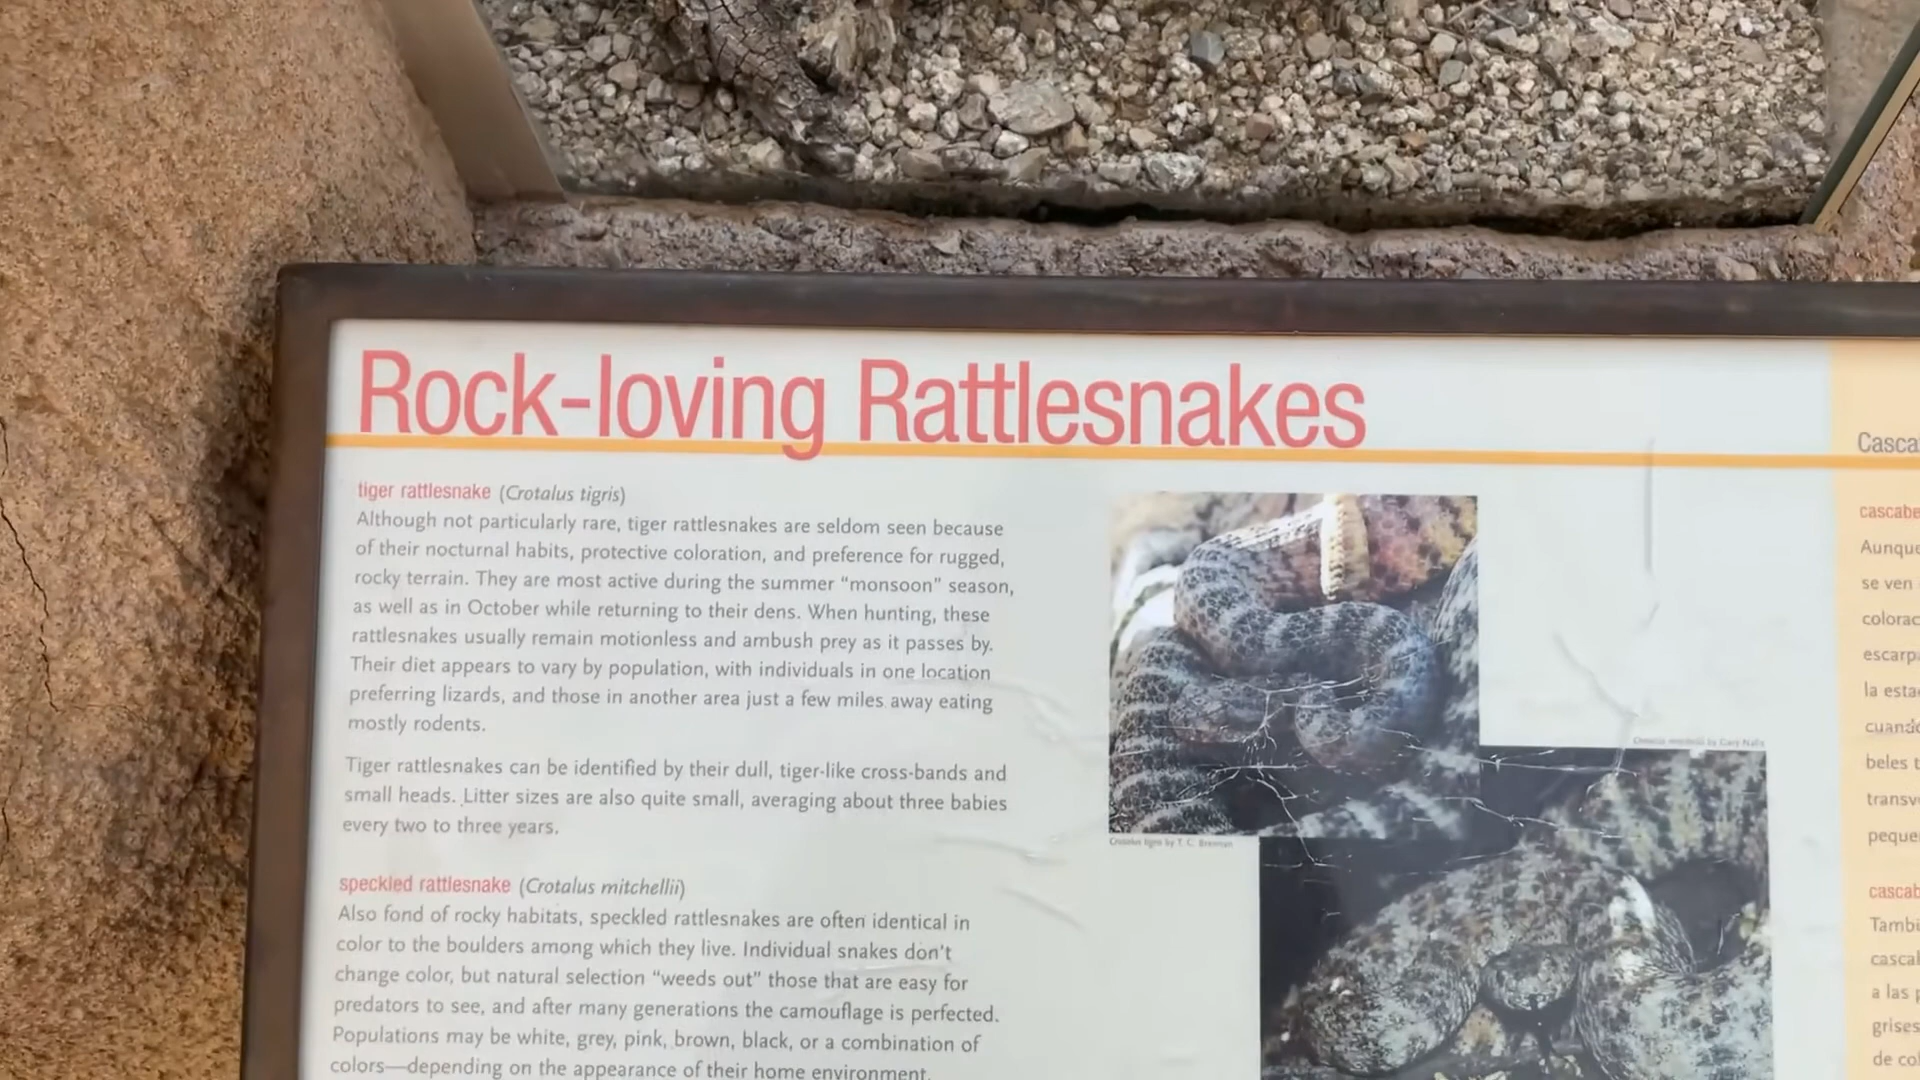 Rock-loving Rattlesnakes
tiger rattlesnake (Crotalus tigris)
Although not particularly rare, tiger rattlesnakes are seldom seen because
of their nocturnal habits, protective coloration, and preference for rugged,
rocky terrain. They are most active during the summer “monsoon” season,
as well as in October while returning to their dens. When hunting, these
rattlesnakes usually remain motionless and ambush prey as it passes by.
Their diet appears to vary by population, with individuals in one location
preferring lizards, and those in another area just a few miles away eating
mostly rodents.
Tiger rattlesnakes can be identified by their dull, tiger-like cross-bands and
small heads. Litter sizes are also quite small, averaging about three babies
every two to three years.
speckled rattlesnake (Crotalus mitchellii)
Also fond of rocky habitats, speckled rattlesnakes are often identical in
color to the boulders among which they live. Individual snakes don't
change color, but natural selection “weeds out” those that are easy for
predators to see, and after many generations the camouflage is perfected.
Populations may be white, grey, pink, brown, black, or a combination of
colors—depending on the appearance of their home environment.
Crotalus tigris by T. C. Brennan
Crotalus mitchellii by Gary Nafis
Casca
cascabe
Aunque
se ven
colorac
escarpa
la esta
cuando
beles t
transve
peque
cascab
Tambi
cascal
a las p
grises
de co